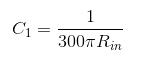 $C_1 = \frac{1}{300\pi R_{in}}$